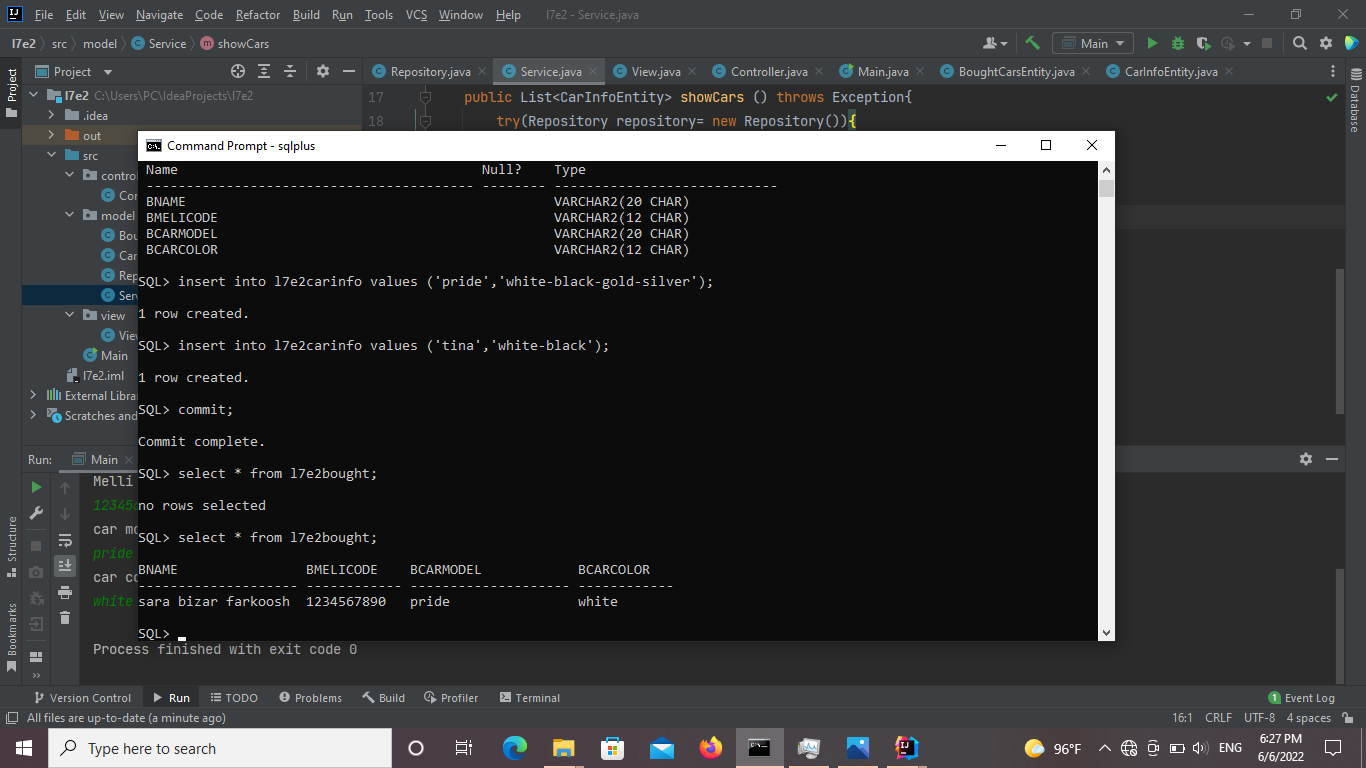 File Edit View Navigate Code Refactor Build Run Tools VCS Window Help l7e2 - Service.java
l7e2 src model Service showCars Main
Project Repository.java Service.java View.java Controller.java Main.java BoughtCarsEntity.java CarInfoEntity.java
Project
l7e2 C:\Users\PC\IdeaProjects\l7e2
17 public List<CarInfoEntity> showCars () throws Exception{
.idea
18 try(Repository repository= new Repository()){
out
Database
Command Prompt - sqlplus
src
Name Null? Type
contro
----------------------------------------- -------- ----------------------------
Cor
BNAME VARCHAR2(20 CHAR)
model
BMELICODE VARCHAR2(12 CHAR)
Bou
BCARMODEL VARCHAR2(20 CHAR)
Car
BCARCOLOR VARCHAR2(12 CHAR)
Rep
SQL> insert into l7e2carinfo values ('pride','white-black-gold-silver');
Serv
1 row created.
view
Viev
SQL> insert into l7e2carinfo values ('tina','white-black');
Main
1 row created.
l7e2.iml
External Librar
SQL> commit;
Scratches and
Commit complete.
Run: Main
SQL> select * from l7e2bought;
Melli
no rows selected
123456
car mo
SQL> select * from l7e2bought;
pride
BNAME BMELICODE BCARMODEL BCARCOLOR
car co
-------------------- ------------ -------------------- ------------
white
sara bizar farkoosh 1234567890 pride white
SQL>
Process finished with exit code 0
Structure
Bookmarks
Version Control Run TODO Problems Build Profiler Terminal 1 Event Log
All files are up-to-date (a minute ago) 16:1 CRLF UTF-8 4 spaces
Type here to search 96°F ENG 6:27 PM
6/6/2022